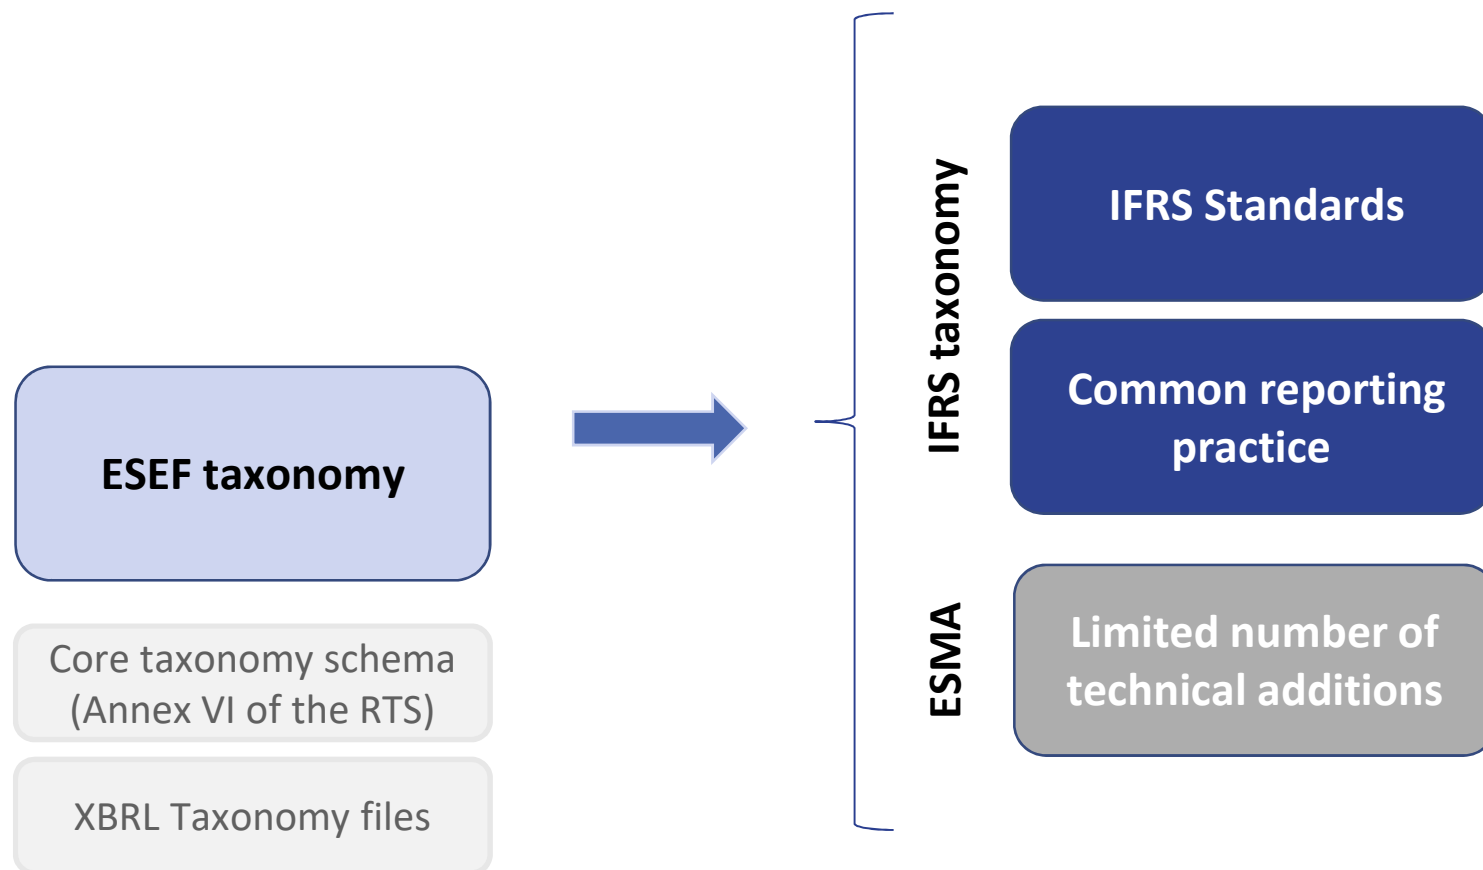 ESEF taxonomy
Core taxonomy schema
(Annex VI of the RTS)
XBRL Taxonomy files
IFRS taxonomy
IFRS Standards
Common reporting
practice
ESMA
Limited number of
technical additions